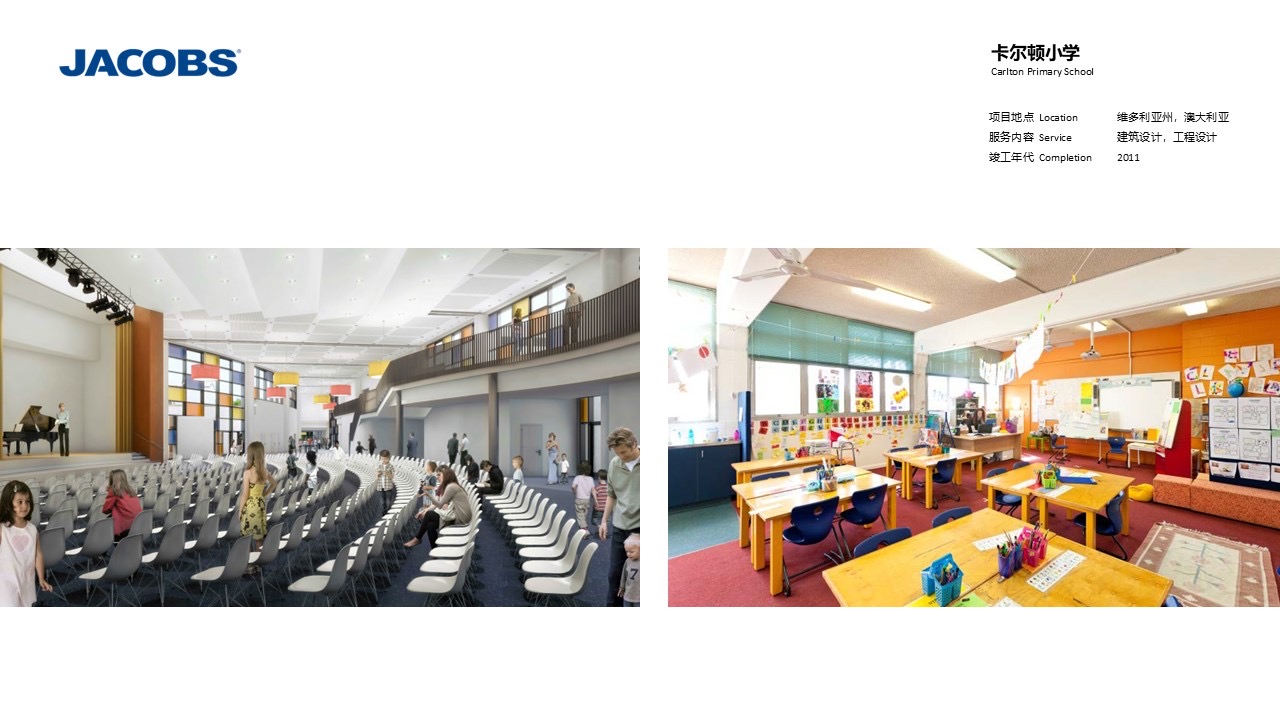 JACOBS®
卡尔顿小学
Carlton Primary School
项目地点 Location 维多利亚州，澳大利亚
服务内容 Service 建筑设计，工程设计
竣工年代 Completion 2011
7